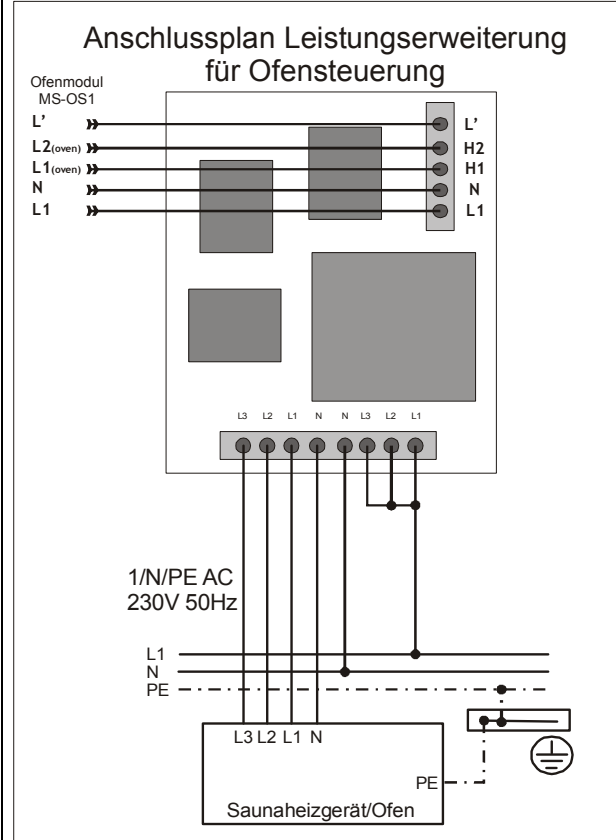 Anschlussplan Leistungserweiterung
für Ofensteuerung
Ofenmodul
MS-OS1
L' L'
L2(oven) H2
L1(oven) H1
N N
L1 L1
L3 L2 L1 N N L3 L2 L1
1/N/PE AC
230V 50Hz
L1
N
PE
L3 L2 L1 N
PE
Saunaheizgerät/Ofen